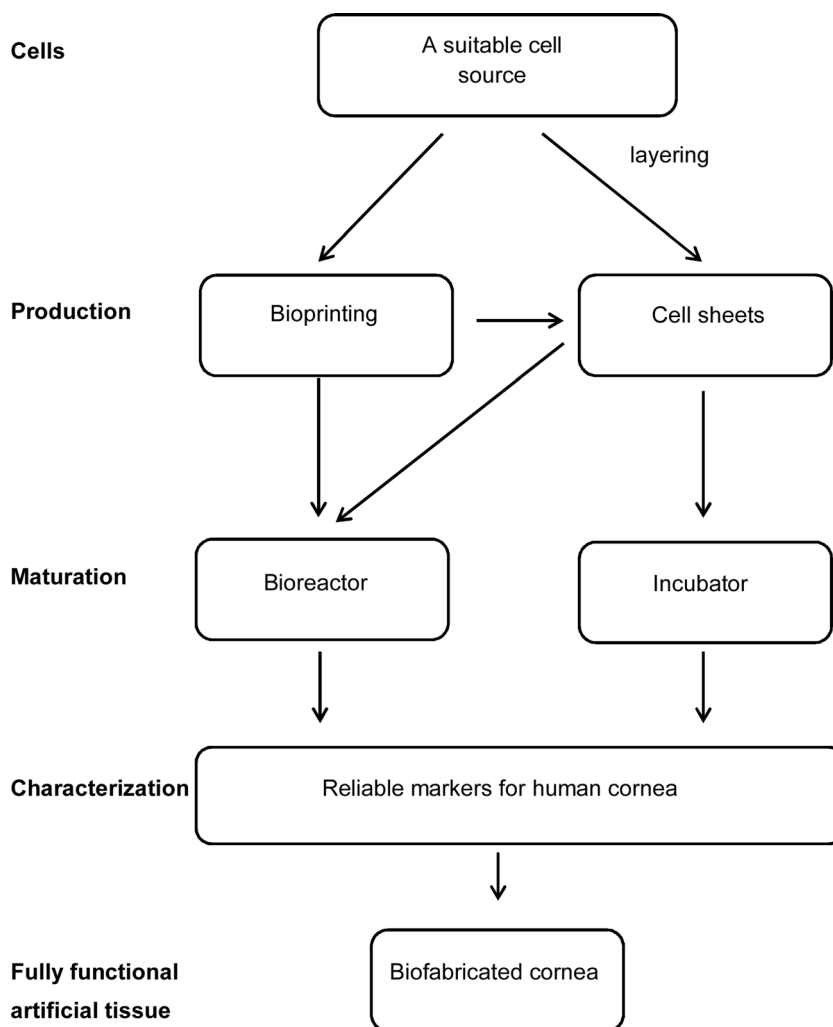 Cells
A suitable cell
source
layering
Production
Bioprinting
Cell sheets
Maturation
Bioreactor
Incubator
Characterization
Reliable markers for human cornea
Fully functional
artificial tissue
Biofabricated cornea